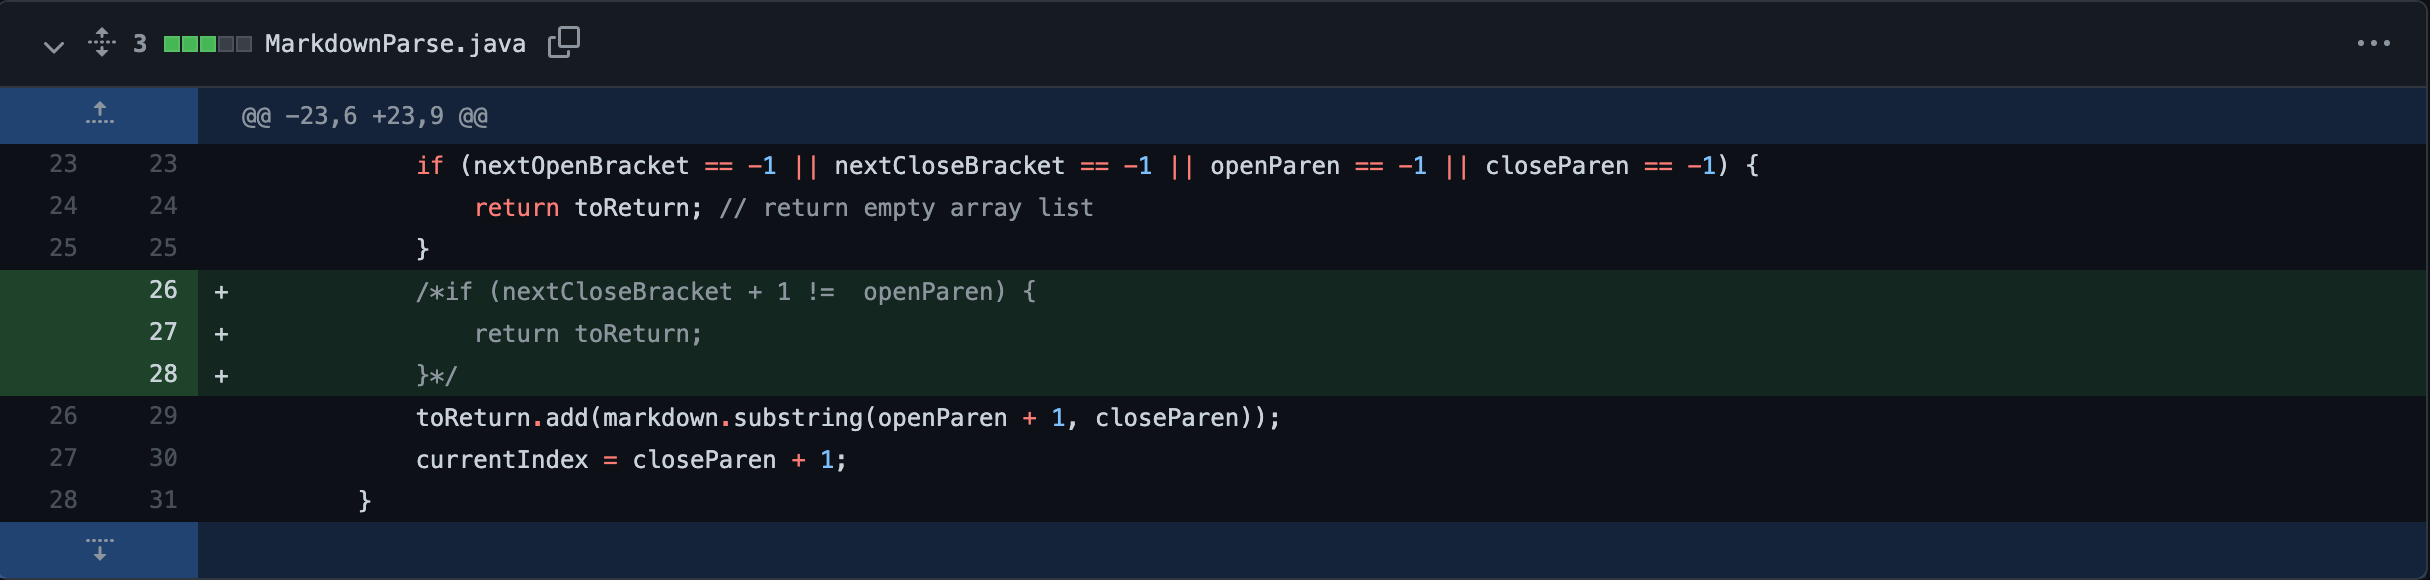 3 MarkdownParse.java
@@ -23,6 +23,9 @@
23 23 if (nextOpenBracket == -1 || nextCloseBracket == -1 || openParen == -1 || closeParen == -1) {
24 24 return toReturn; // return empty array list
25 25 }
26 + /*if (nextCloseBracket + 1 !=  openParen) {
27 + return toReturn;
28 + }*/
26 29 toReturn.add(markdown.substring(openParen + 1, closeParen));
27 30 currentIndex = closeParen + 1;
28 31 }